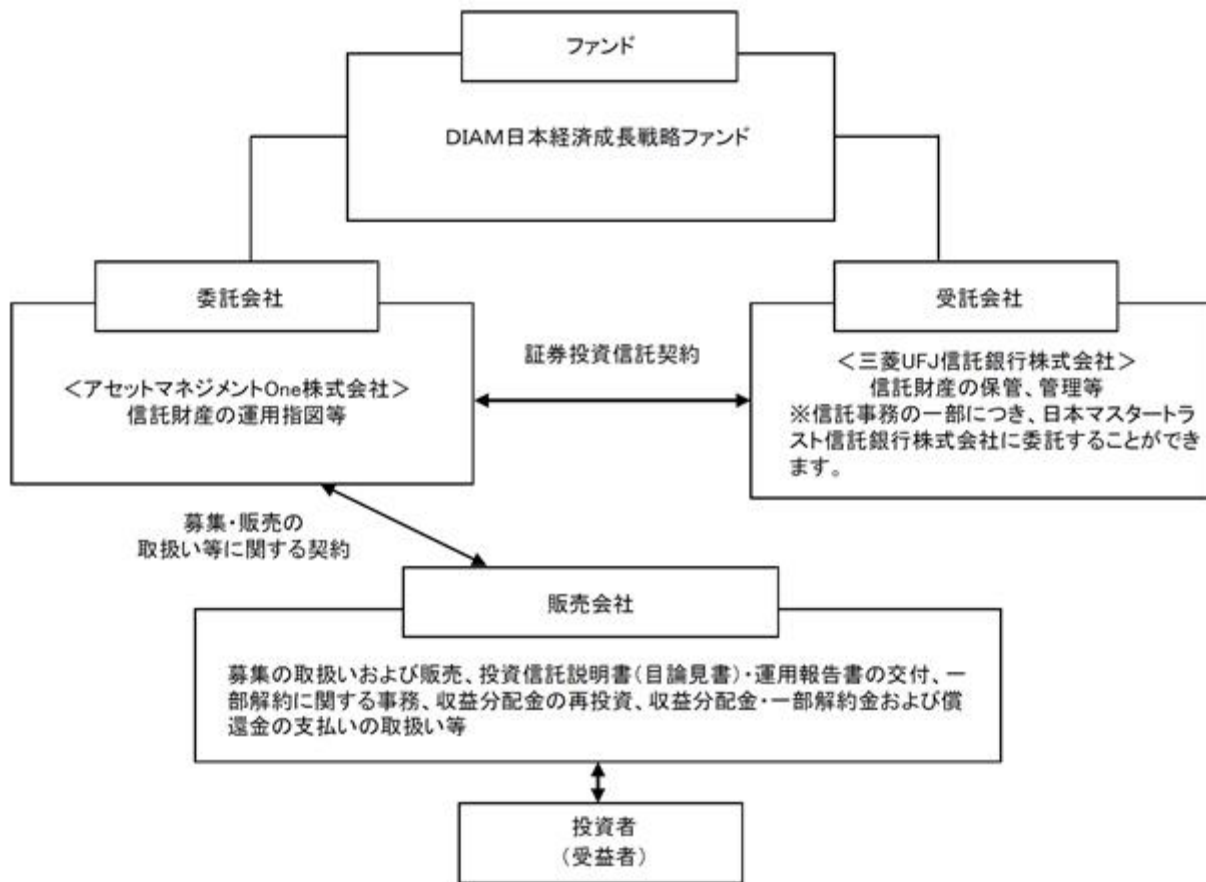 ファンド
DIAM日本経済成長戦略ファンド
委託会社
＜アセットマネジメントOne株式会社＞
信託財産の運用指図等
証券投資信託契約
受託会社
＜三菱UFJ信託銀行株式会社＞
信託財産の保管、管理等
※信託事務の一部につき、日本マスタートラ
スト信託銀行株式会社に委託することができ
ます。
募集・販売の
取扱い等に関する契約
販売会社
募集の取扱いおよび販売、投資信託説明書（目論見書）・運用報告書の交付、一
部解約に関する事務、収益分配金の再投資、収益分配金・一部解約金および償
還金の支払いの取扱い等
投資者
（受益者）